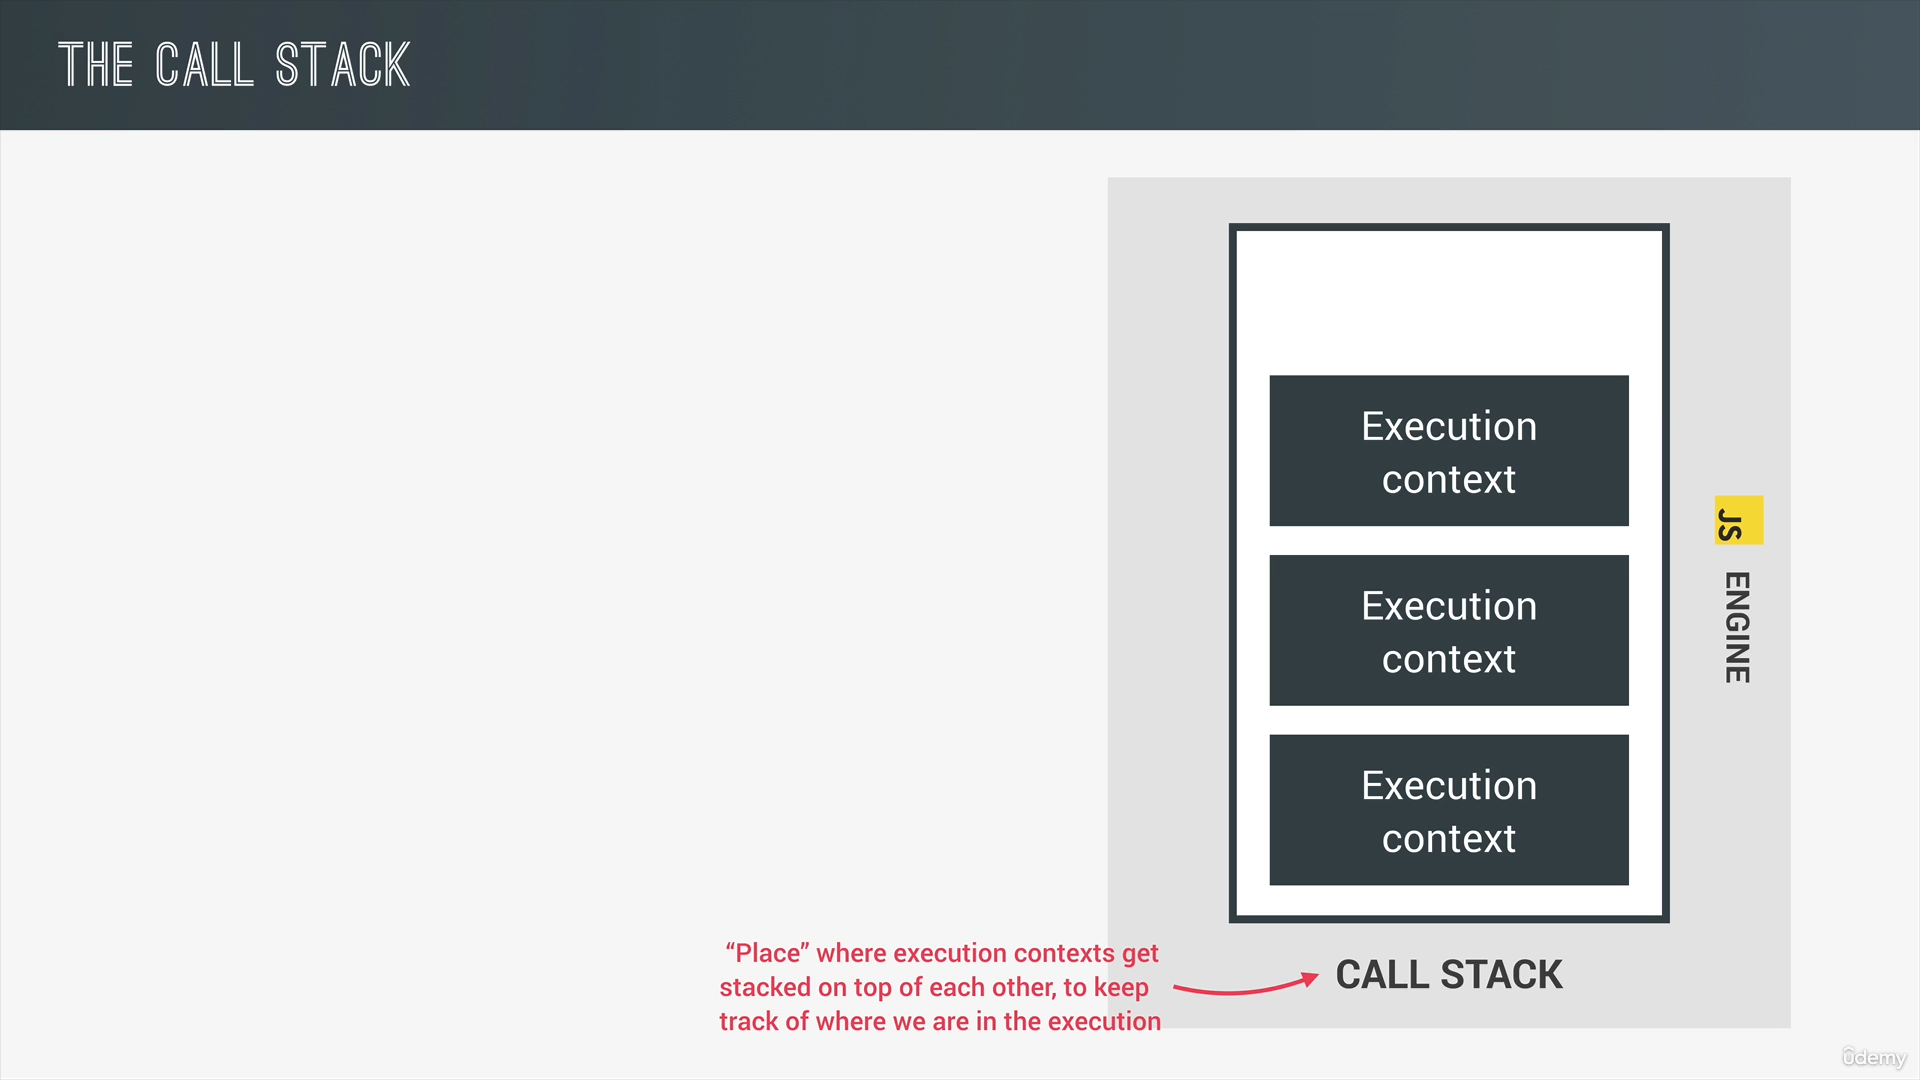 THE CALL STACK
Execution
context
Execution
context
Execution
context
JS ENGINE
“Place” where execution contexts get
stacked on top of each other, to keep
track of where we are in the execution
CALL STACK
ûdemy